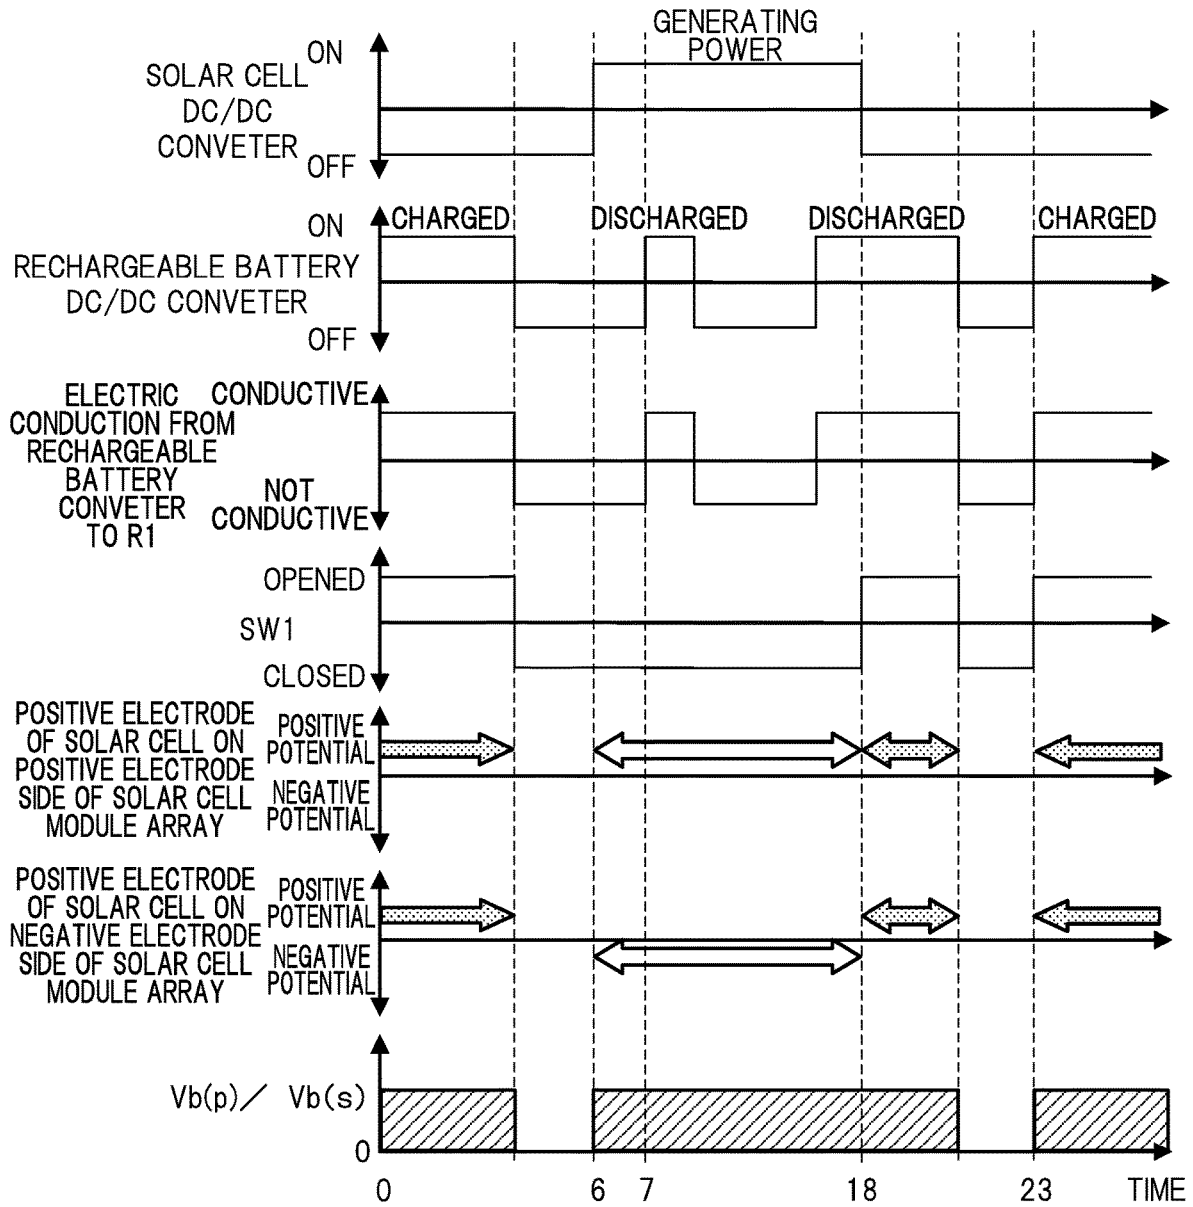 GENERATING
POWER
ON
SOLAR CELL
DC/DC
CONVETER
OFF
ON
CHARGED
DISCHARGED
DISCHARGED
CHARGED
RECHARGEABLE BATTERY
DC/DC CONVETER
OFF
ELECTRIC
CONDUCTION FROM
RECHARGEABLE
BATTERY
CONVETER
TO R1
CONDUCTIVE
NOT
CONDUCTIVE
OPENED
SW1
CLOSED
POSITIVE ELECTRODE
OF SOLAR CELL ON
POSITIVE ELECTRODE
SIDE OF SOLAR CELL
MODULE ARRAY
POSITIVE
POTENTIAL
NEGATIVE
POTENTIAL
POSITIVE ELECTRODE
OF SOLAR CELL ON
NEGATIVE ELECTRODE
SIDE OF SOLAR CELL
MODULE ARRAY
POSITIVE
POTENTIAL
NEGATIVE
POTENTIAL
Vb(p)/ Vb(s)
0
0 6 7 18 23 TIME